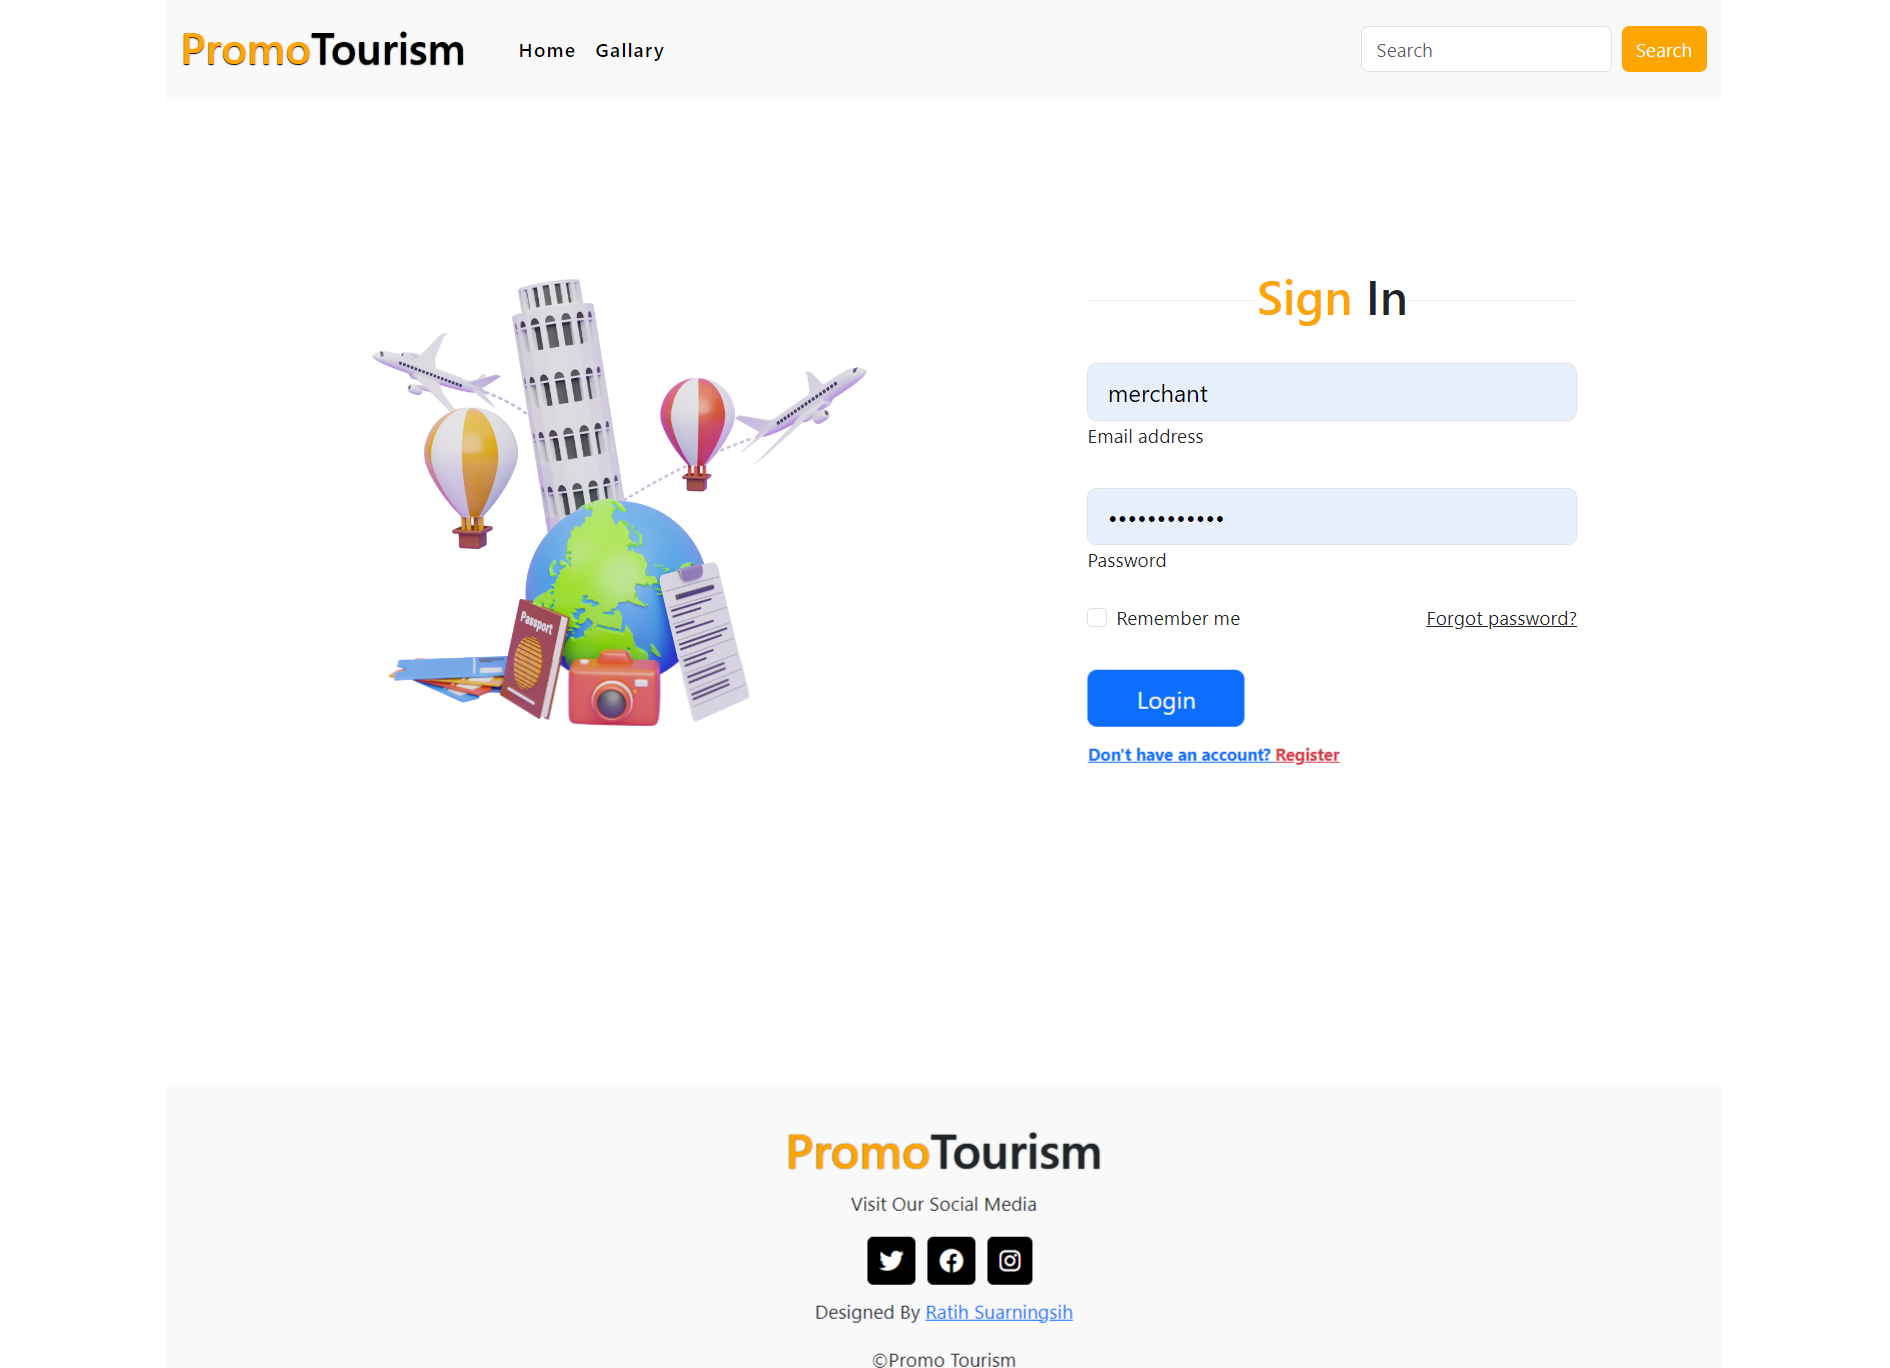 PromoTourism
Home Gallary
Search
Search
Sign In
merchant
Email address
••••••••••••
Password
Remember me
Forgot password?
Login
Don't have an account? Register
Passport
PromoTourism
Visit Our Social Media
Designed By Ratih Suarningsih
©Promo Tourism